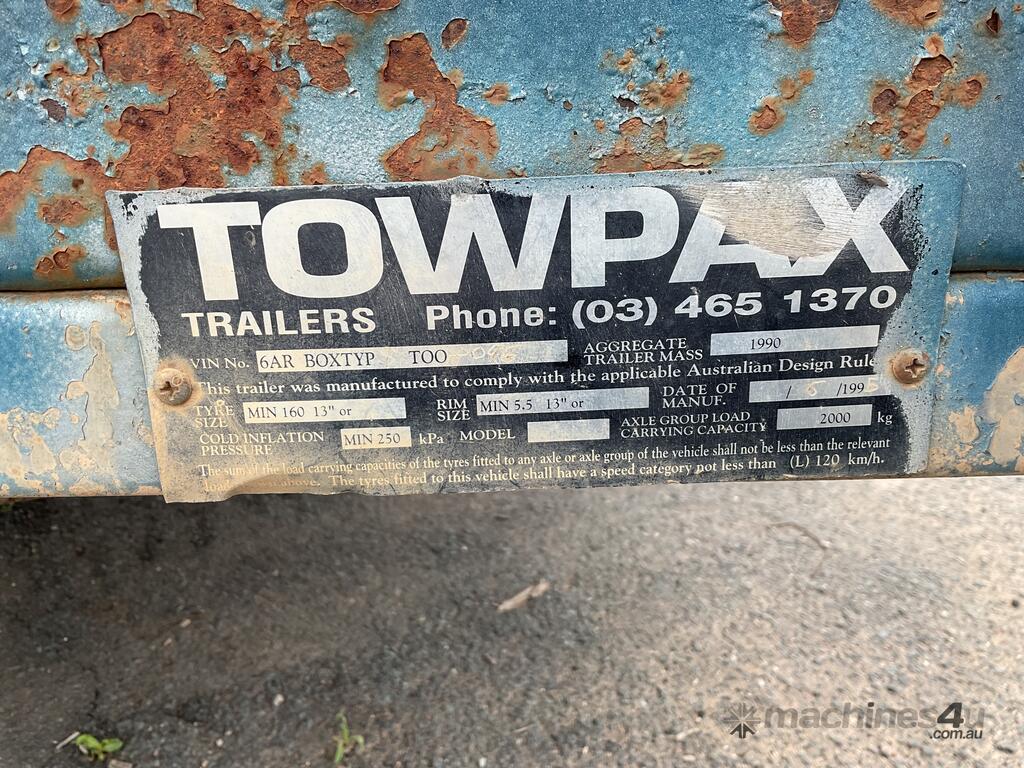 TOWPAX
TRAILERS Phone: (03) 465 1370
VIN No. 6AR BOXTYP TOO AGGREGATE TRAILER MASS 1990
This trailer was manufactured to comply with the applicable Australian Design Rule
TYRE SIZE MIN 160 13" or RIM SIZE MIN 5.5 13" or DATE OF MANUF. / 5 /199
COLD INFLATION PRESSURE MIN 250 kPa MODEL AXLE GROUP LOAD CARRYING CAPACITY 2000 kg
The sum of the load carrying capacities of the tyres fitted to any axle or axle group of the vehicle shall not be less than the relevant
above. The tyres fitted to this vehicle shall have a speed category not less than (L) 120 km/h.
machines4u
.com.au